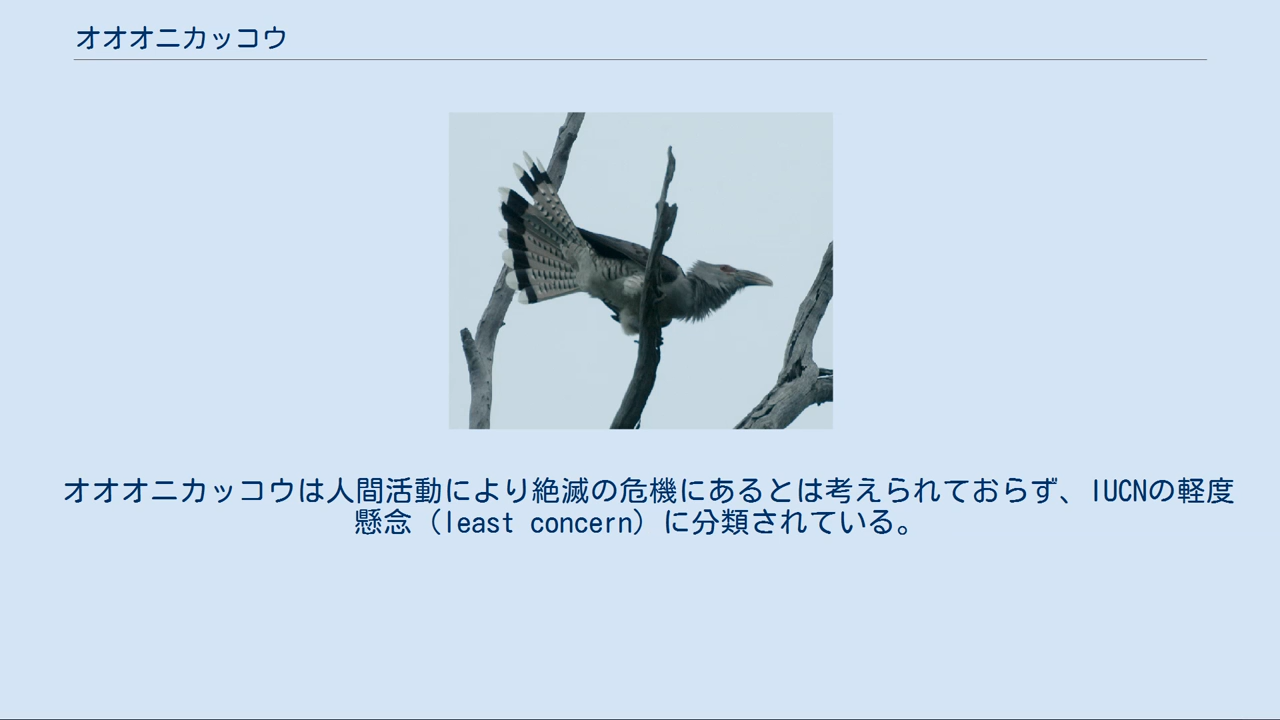 オオオニカッコウ
オオオニカッコウは人間活動により絶滅の危機にあるとは考えられておらず、IUCNの軽度
懸念（least concern）に分類されている。